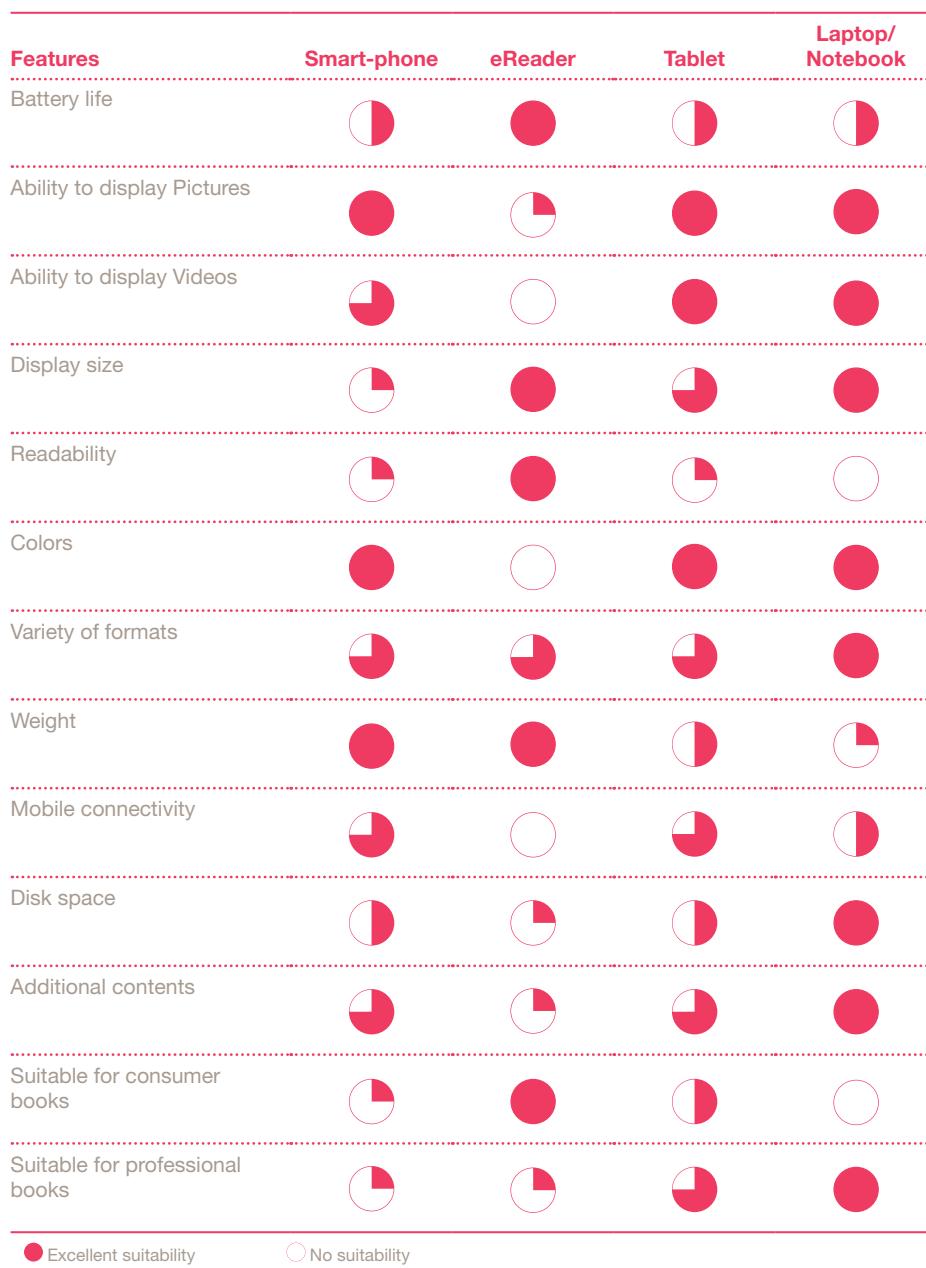 Laptop/
Features Smart-phone eReader Tablet Notebook
Battery life
Ability to display Pictures
Ability to display Videos
Display size
Readability
Colors
Variety of formats
Weight
Mobile connectivity
Disk space
Additional contents
Suitable for consumer
books
Suitable for professional
books
Excellent suitability No suitability